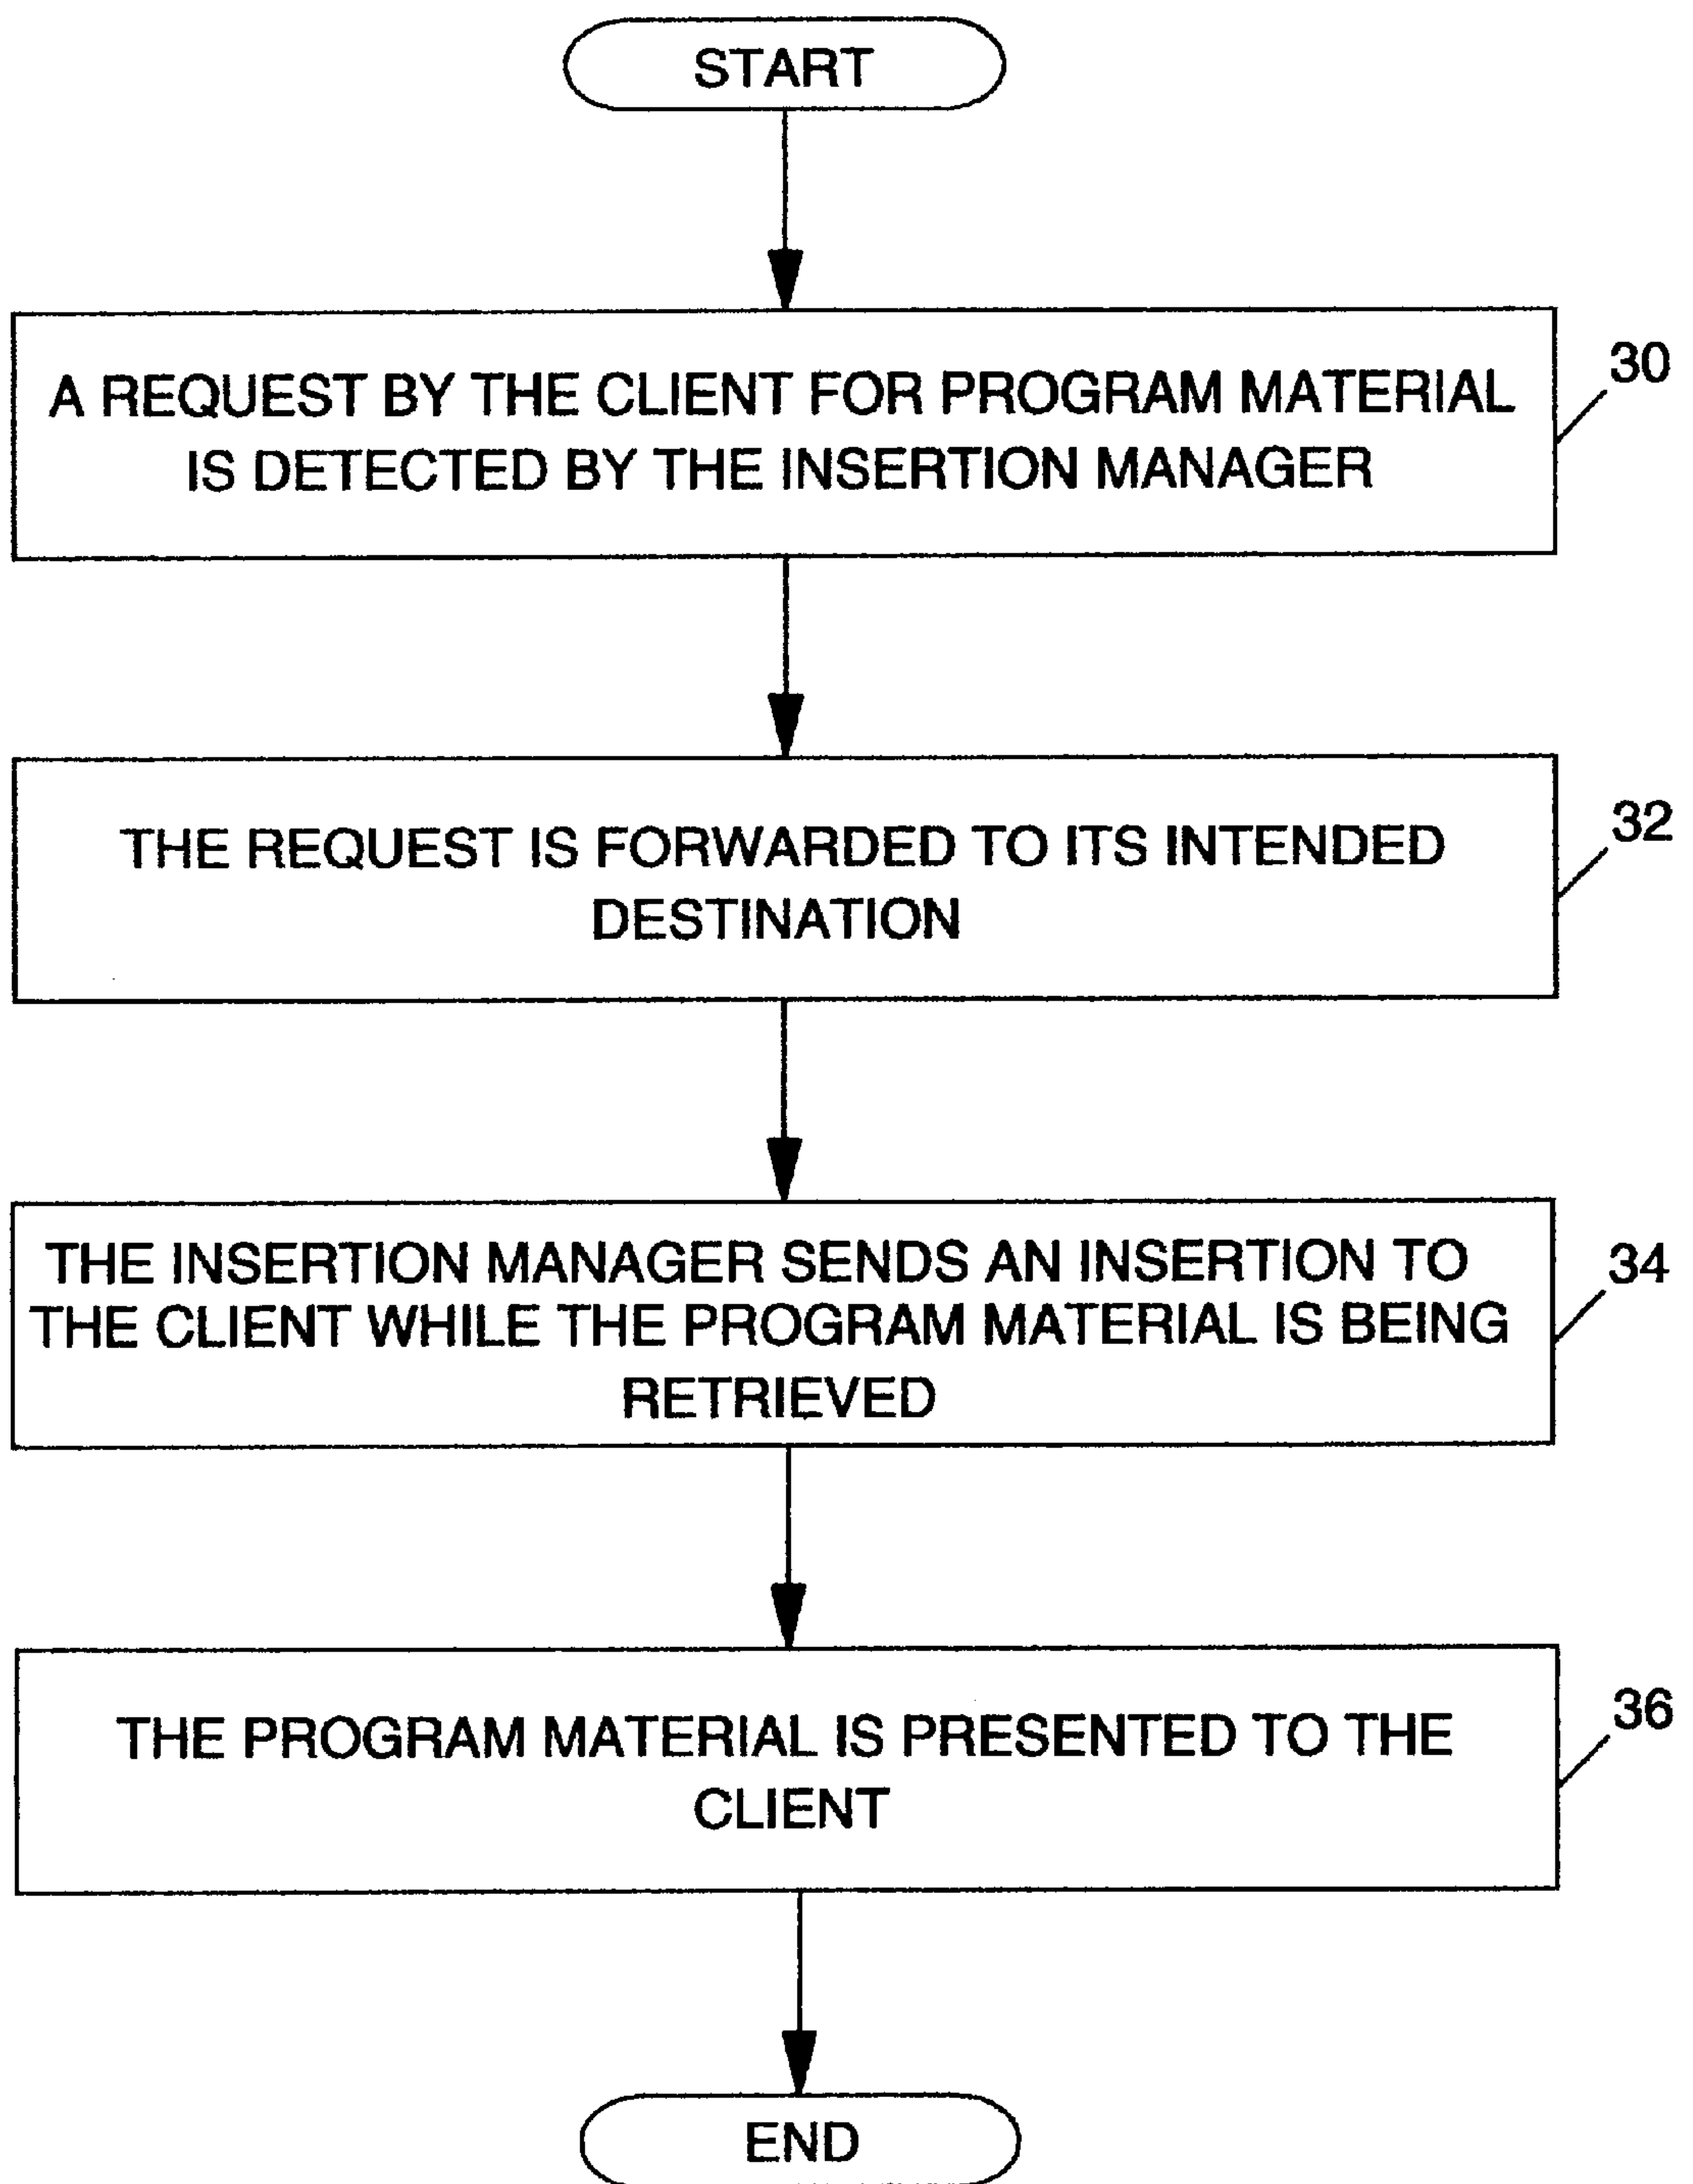 START
A REQUEST BY THE CLIENT FOR PROGRAM MATERIAL
IS DETECTED BY THE INSERTION MANAGER
30
THE REQUEST IS FORWARDED TO ITS INTENDED
DESTINATION
32
THE INSERTION MANAGER SENDS AN INSERTION TO
THE CLIENT WHILE THE PROGRAM MATERIAL IS BEING
RETRIEVED
34
THE PROGRAM MATERIAL IS PRESENTED TO THE
CLIENT
36
END